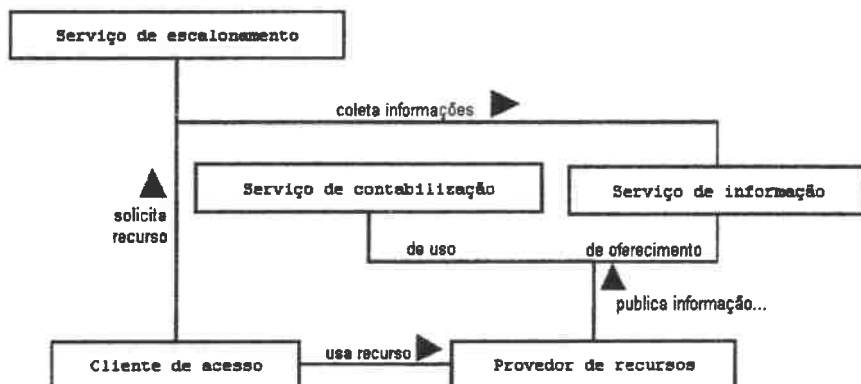 Serviço de escalonamento
coleta informações
Serviço de contabilização
Serviço de informação
solicita
recurso
de uso
de oferecimento
publica informação...
Cliente de acesso
usa recurso
Provedor de recursos